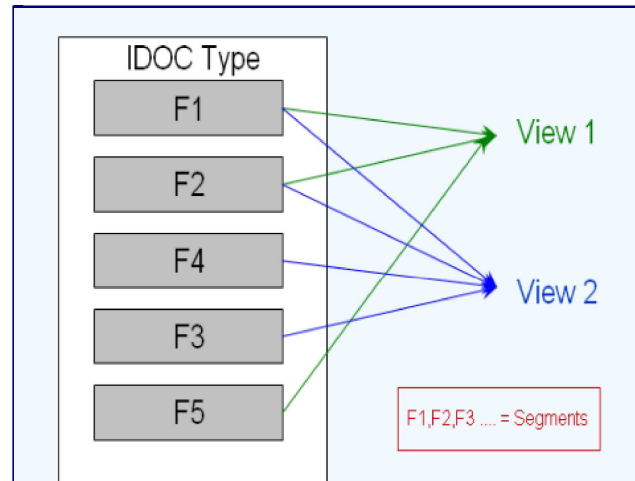 IDOC Type
F1
F2
F4
F3
F5
View 1
View 2
F1,F2,F3 .... = Segments